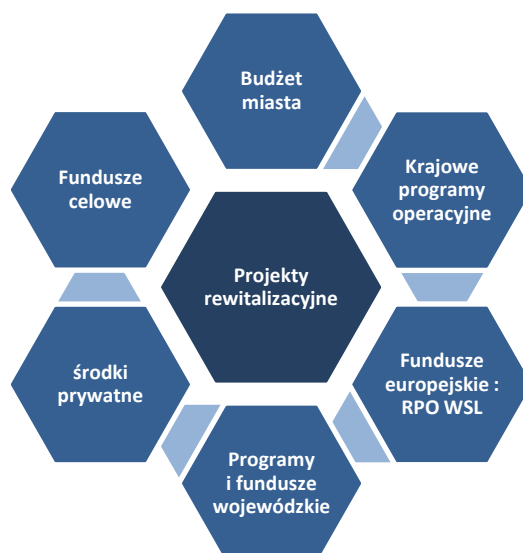 Budżet
miasta
Krajowe
programy
operacyjne
Fundusze
europejskie :
RPO WSL
Programy
i fundusze
wojewódzkie
środki
prywatne
Fundusze
celowe
Projekty
rewitalizacyjne